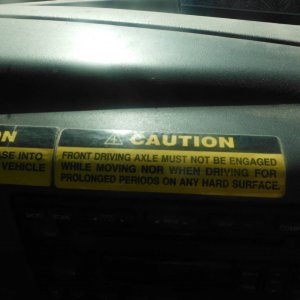 ON
SE INTO
VEHICLE
CAUTION
FRONT DRIVING AXLE MUST NOT BE ENGAGED
WHILE MOVING NOR WHEN DRIVING FOR
PROLONGED PERIODS ON ANY HARD SURFACE.